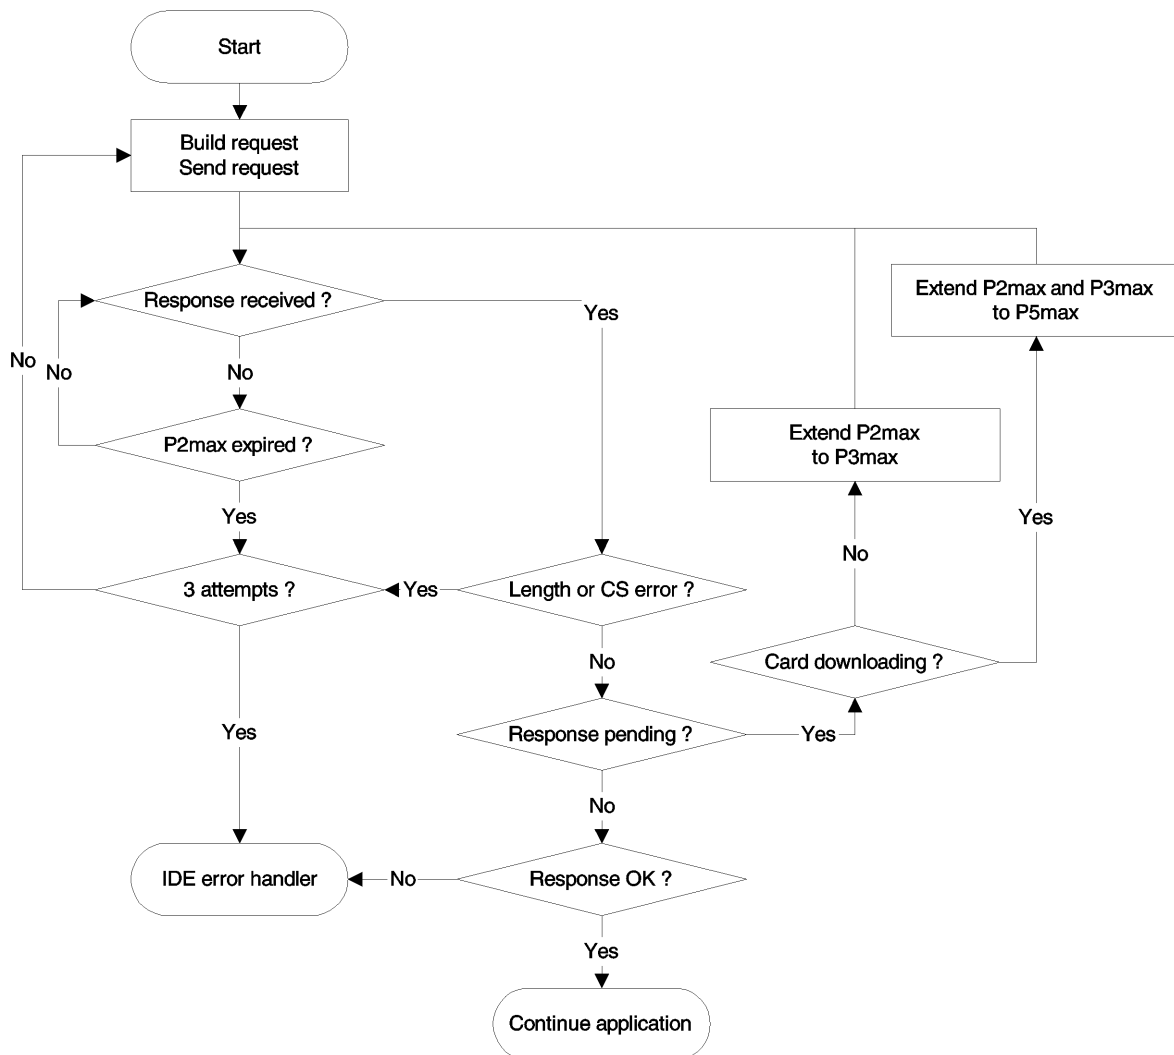 Start
Build request
Send request
Response received ?
Yes
Extend P2max and P3max
to P5max
No
No
No
P2max expired ?
Extend P2max
to P3max
Yes
Yes
No
3 attempts ?
Yes
Length or CS error ?
No
Card downloading ?
Yes
Response pending ?
Yes
No
IDE error handler
No
Response OK ?
Yes
Continue application